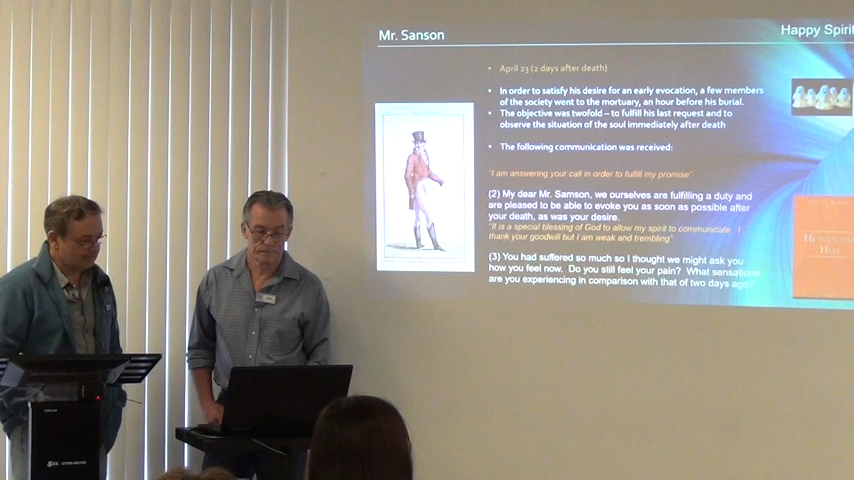 Mr. Sanson
Happy Spirit
• April 23 (2 days after death)
• In order to satisfy his desire for an early evocation, a few members
of the society went to the mortuary, an hour before his burial.
• The objective was twofold – to fulfill his last request and to
observe the situation of the soul immediately after death
• The following communication was received:
"I am answering your call in order to fulfill my promise"
(2) My dear Mr. Samson, we ourselves are fulfilling a duty and
are pleased to be able to evoke you as soon as possible after
your death, as was your desire.
"It is a special blessing of God to allow my spirit to communicate. I
thank your goodwill but I am weak and trembling"
(3) You had suffered so much so I thought we might ask you
how you feel now. Do you still feel your pain? What sensations
are you experiencing in comparison with that of two days ago?